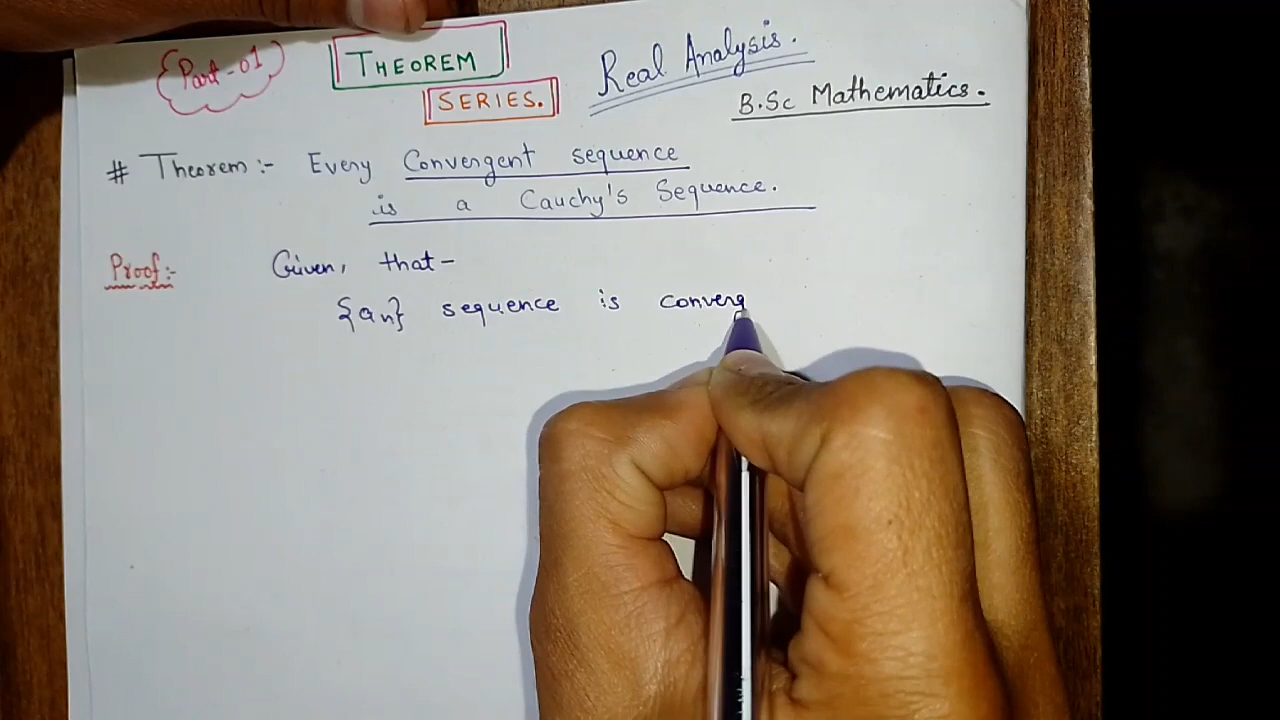 Part-01
THEOREM
SERIES.
Real Analysis.
B.Sc Mathematics.
# Theorem:- Every Convergent sequence
is a Cauchy's Sequence.
Proof:- Given, that-
{an} sequence is converg